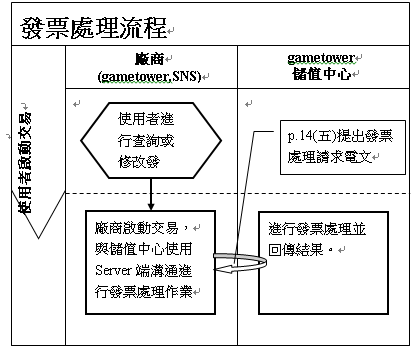 發票處理流程
廠商
(gametower,SNS)
gametower
儲值中心
使用者啟動交易
使用者進
行查詢或
修改發
p.14(五)提出發票
處理請求電文
廠商啟動交易，
與儲值中心使用
Server 端溝通進
行發票處理作業
進行發票處理並
回傳結果。